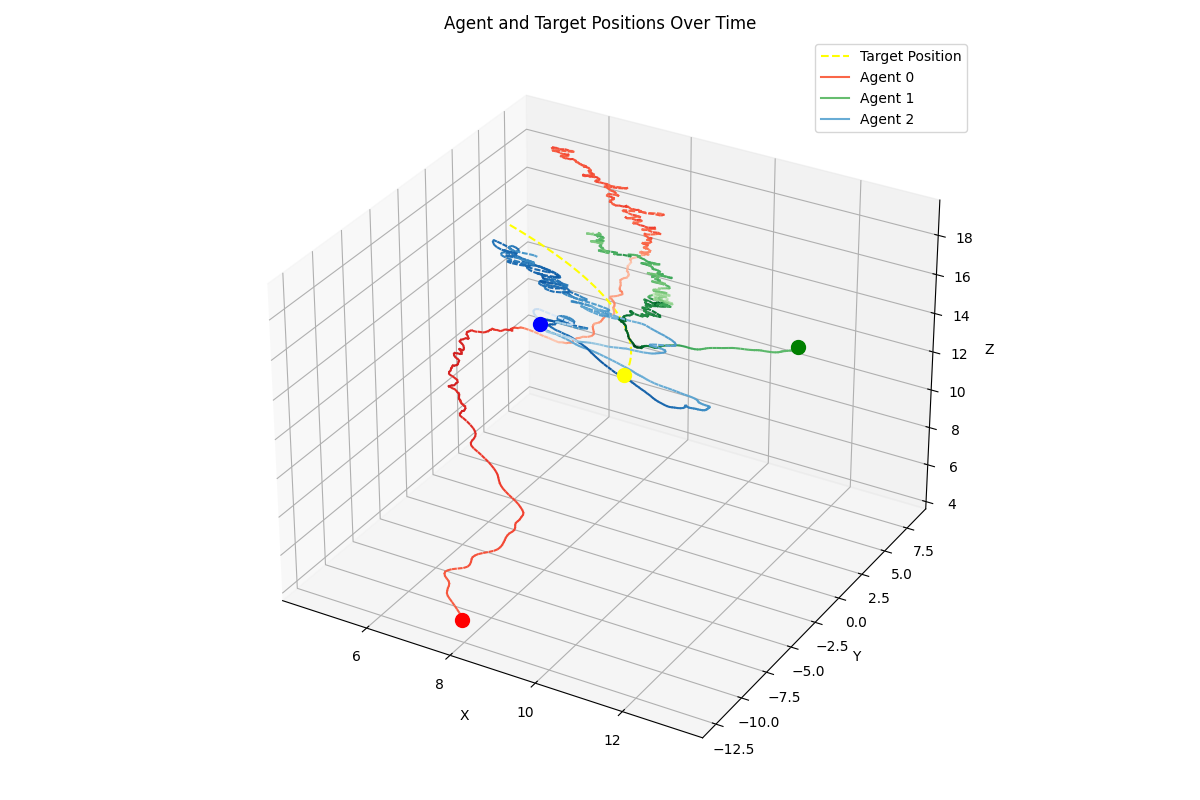 Agent and Target Positions Over Time
Target Position
Agent 0
Agent 1
Agent 2
18
16
14
12
10
8
6
4
Z
7.5
5.0
2.5
0.0
−2.5
−5.0
−7.5
−10.0
−12.5
Y
6
8
10
12
X